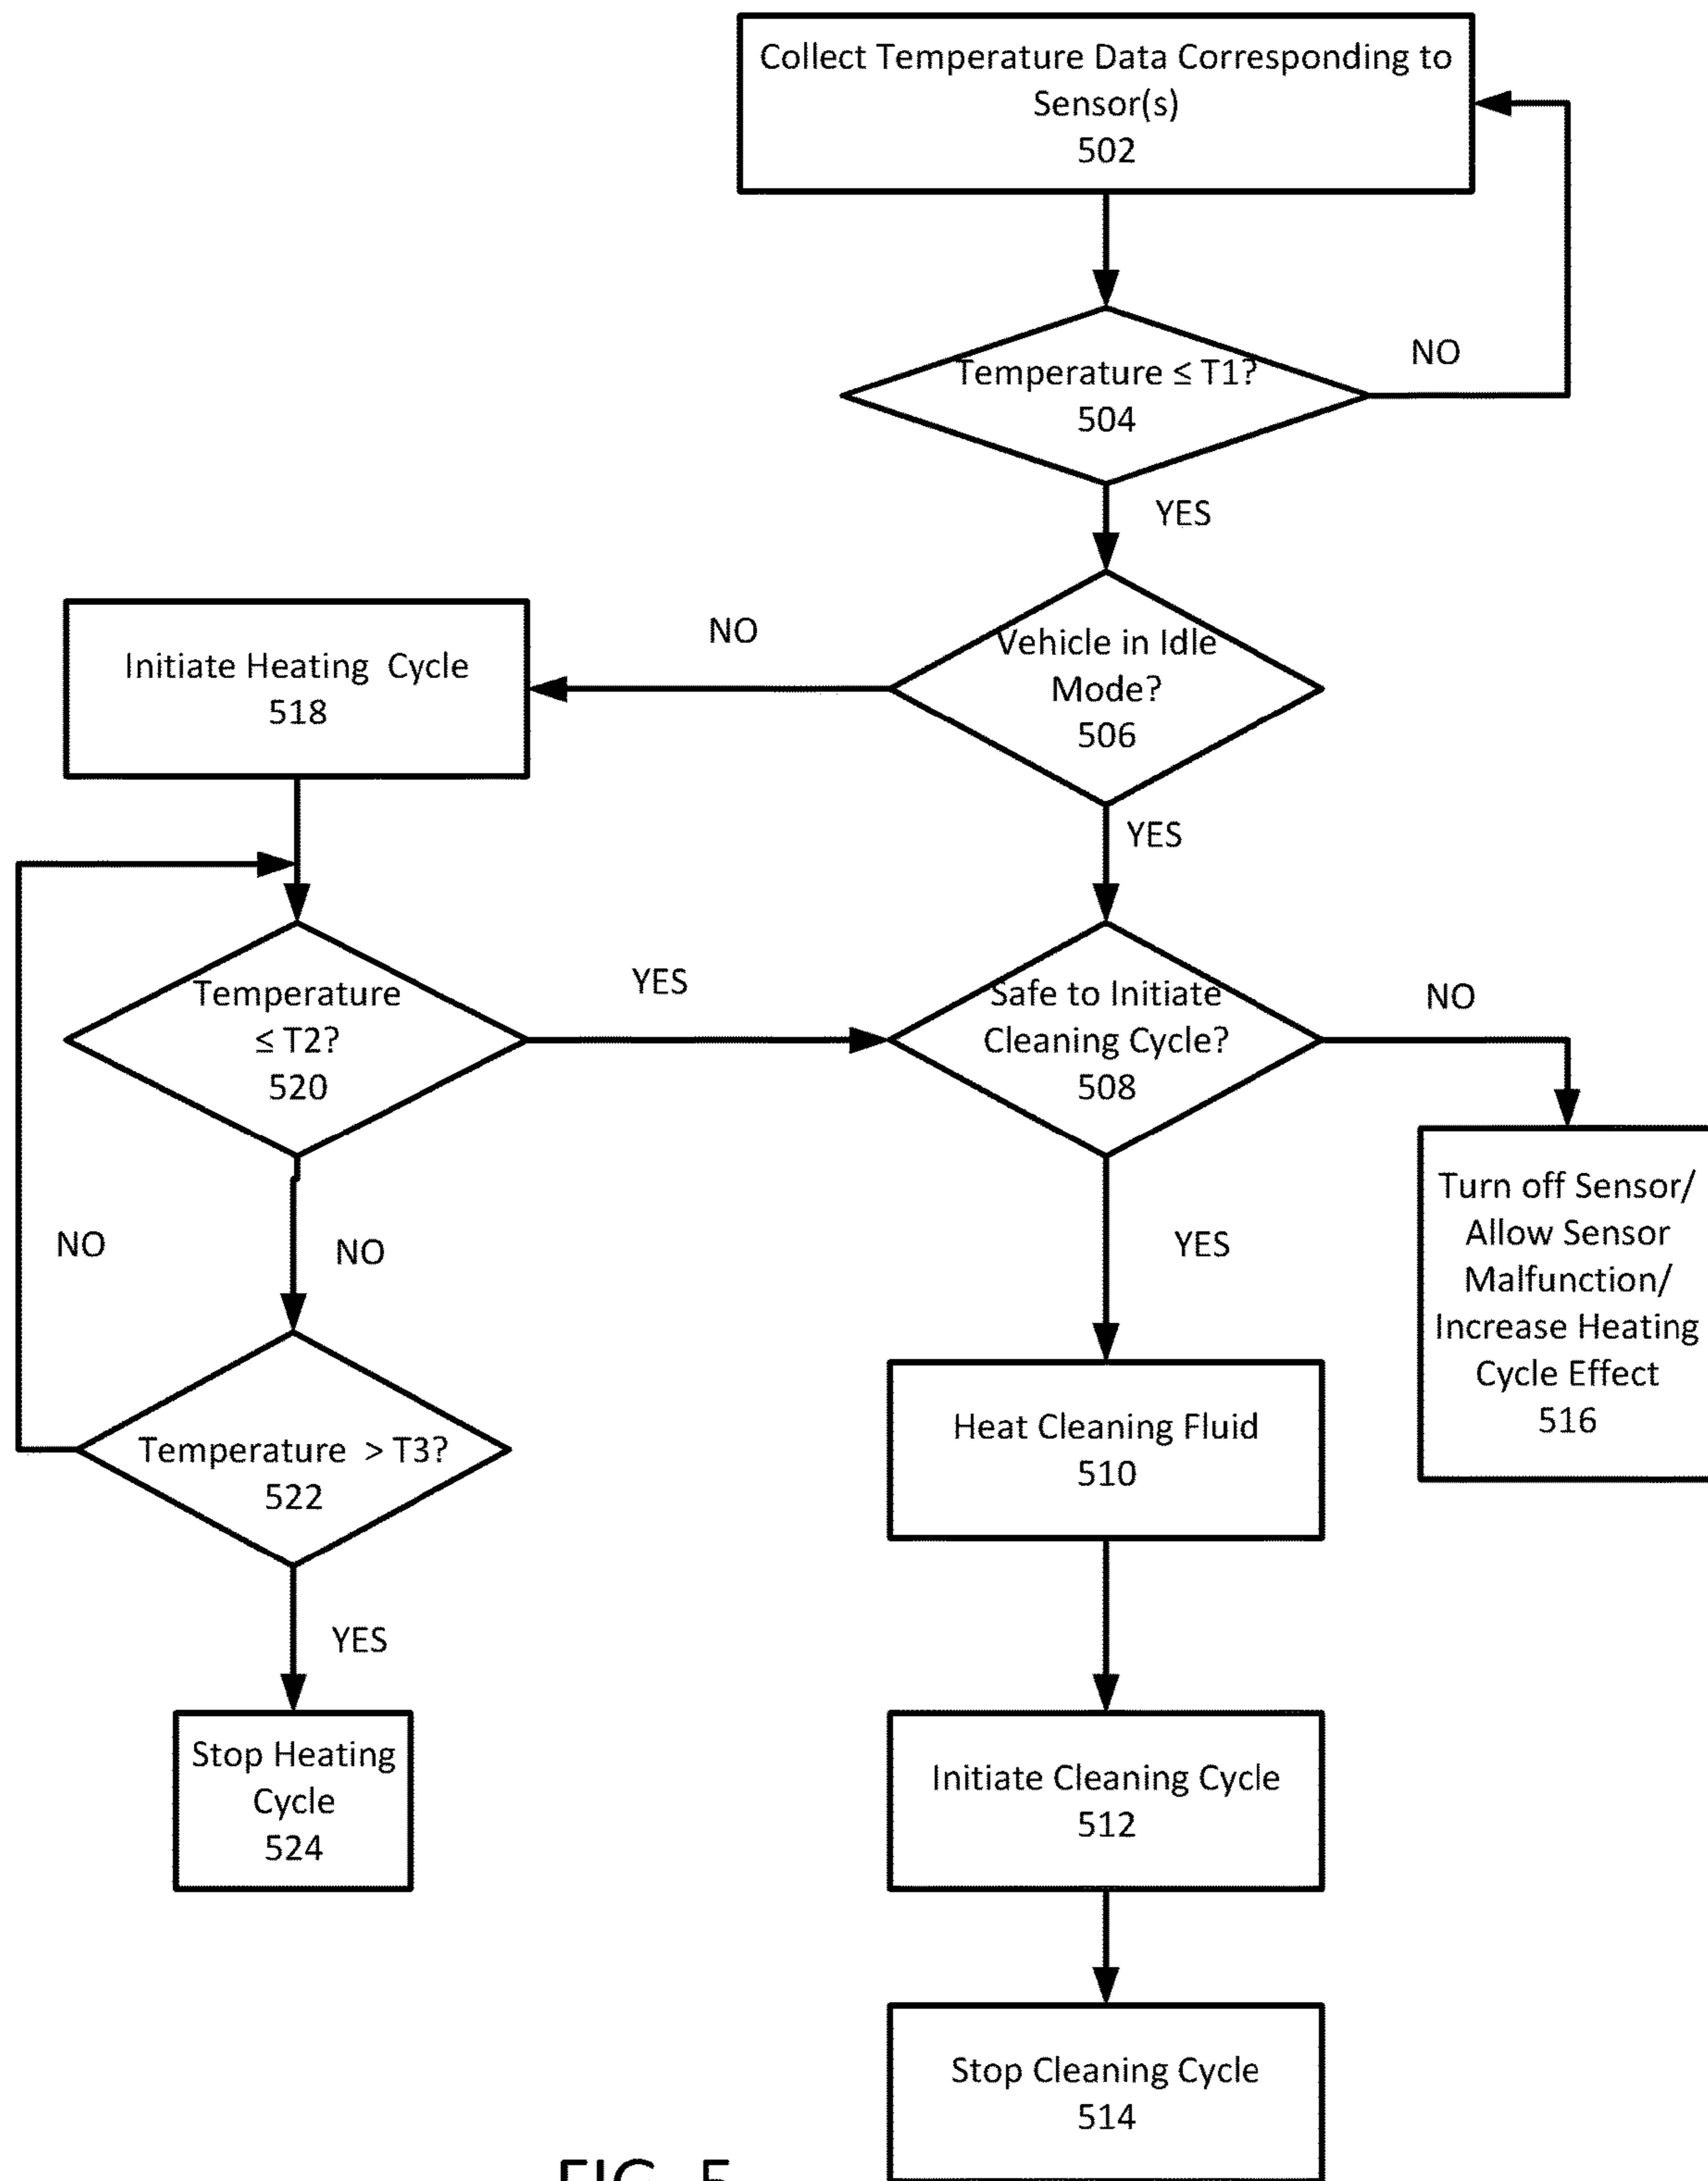 Collect Temperature Data Corresponding to
Sensor(s)
502
Temperature ≤ T1?
504
NO
YES
Vehicle in Idle
Mode?
506
NO
Initiate Heating Cycle
518
YES
Temperature
≤ T2?
520
YES
Safe to Initiate
Cleaning Cycle?
508
NO
Turn off Sensor/
Allow Sensor
Malfunction/
Increase Heating
Cycle Effect
516
NO
NO
YES
Temperature > T3?
522
Heat Cleaning Fluid
510
YES
Stop Heating
Cycle
524
Initiate Cleaning Cycle
512
Stop Cleaning Cycle
514
FIG. 5